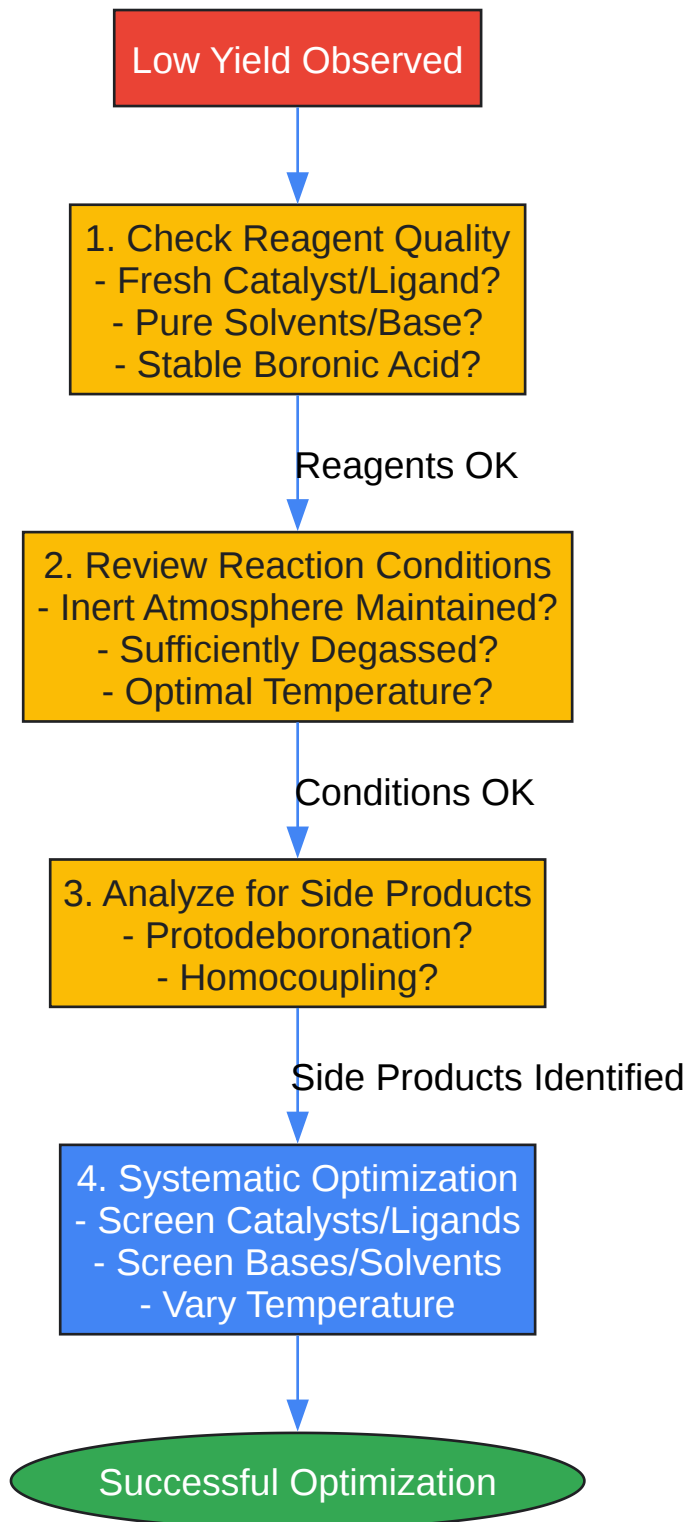 Low Yield Observed
1. Check Reagent Quality
- Fresh Catalyst/Ligand?
- Pure Solvents/Base?
- Stable Boronic Acid?
Reagents OK
2. Review Reaction Conditions
- Inert Atmosphere Maintained?
- Sufficiently Degassed?
- Optimal Temperature?
Conditions OK
3. Analyze for Side Products
- Protodeboronation?
- Homocoupling?
Side Products Identified
4. Systematic Optimization
- Screen Catalysts/Ligands
- Screen Bases/Solvents
- Vary Temperature
Successful Optimization